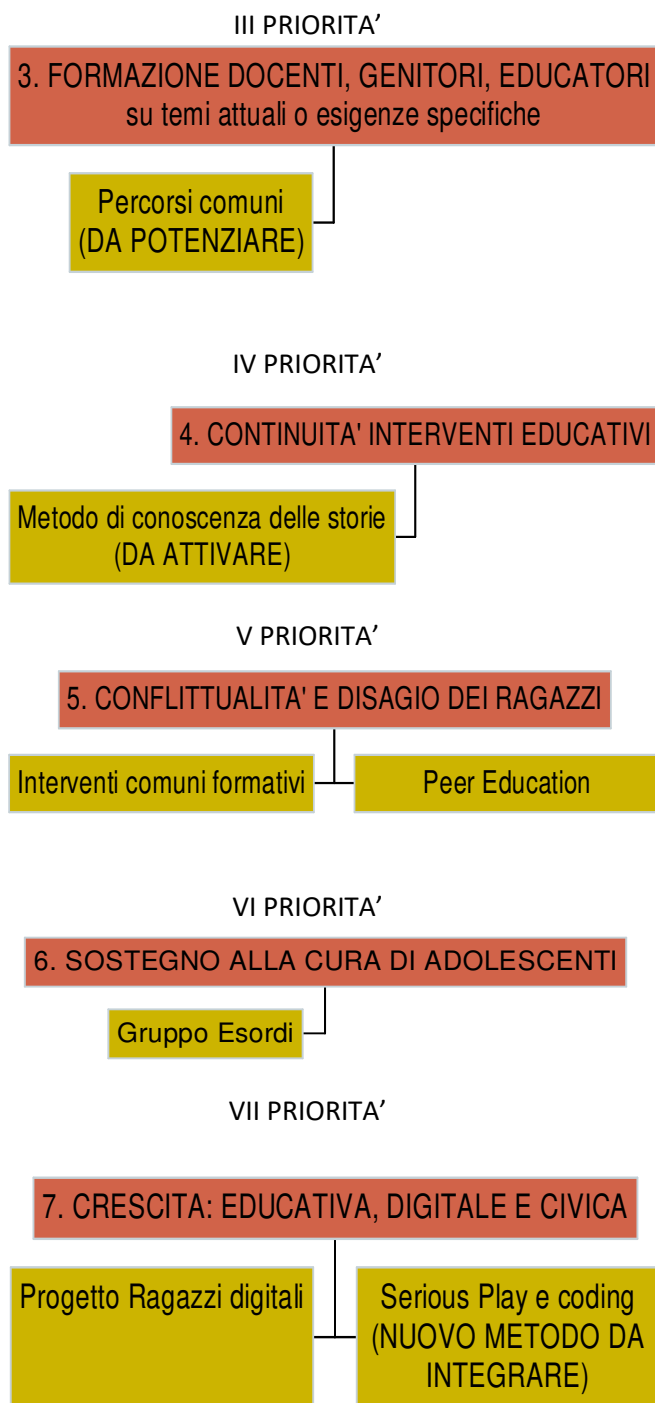 III PRIORITA’
3. FORMAZIONE DOCENTI, GENITORI, EDUCATORI
su temi attuali o esigenze specifiche
Percorsi comuni
(DA POTENZIARE)
IV PRIORITA’
4. CONTINUITA' INTERVENTI EDUCATIVI
Metodo di conoscenza delle storie
(DA ATTIVARE)
V PRIORITA’
5. CONFLITTUALITA' E DISAGIO DEI RAGAZZI
Interventi comuni formativi
Peer Education
VI PRIORITA’
6. SOSTEGNO ALLA CURA DI ADOLESCENTI
Gruppo Esordi
VII PRIORITA’
7. CRESCITA: EDUCATIVA, DIGITALE E CIVICA
Progetto Ragazzi digitali
Serious Play e coding
(NUOVO METODO DA
INTEGRARE)